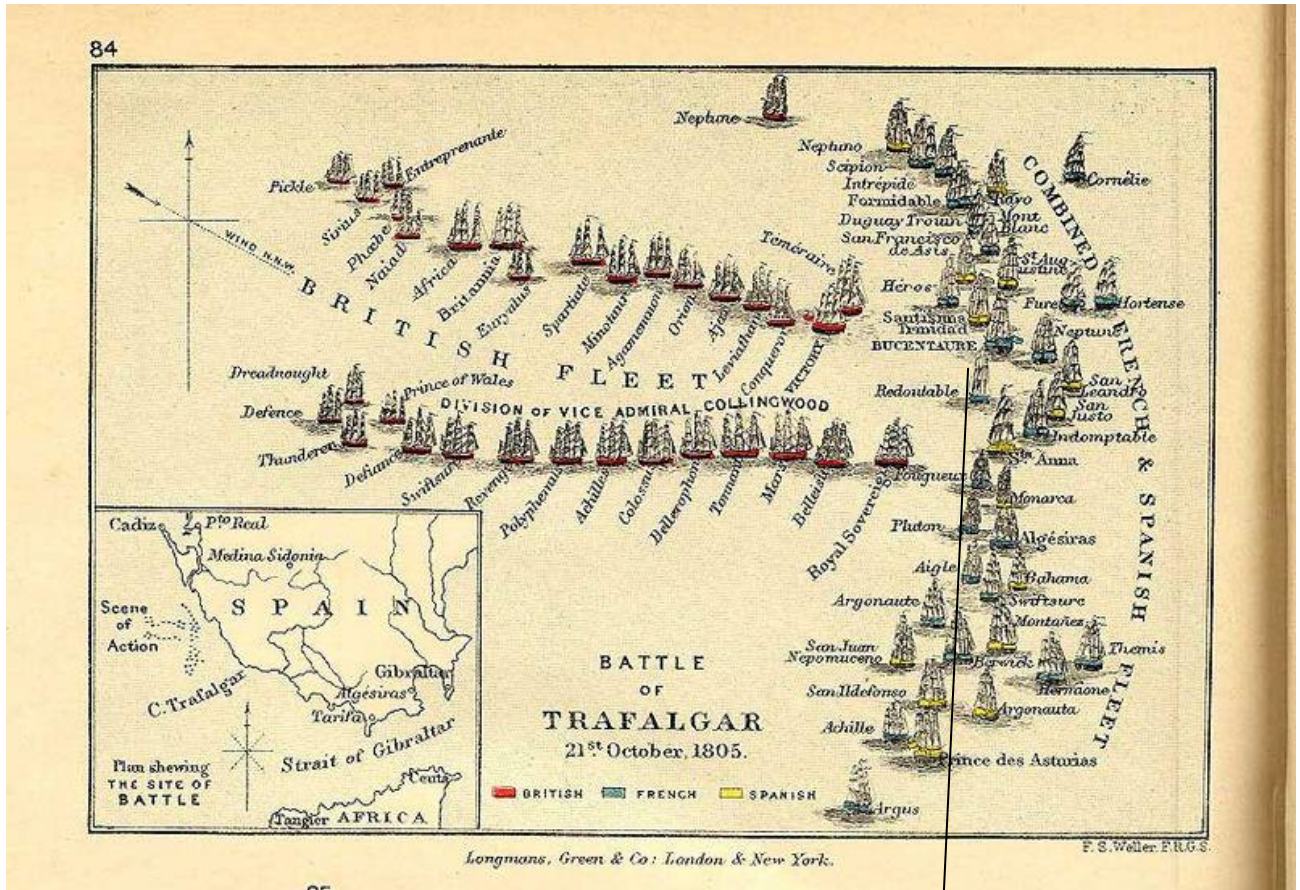 84
Neptune
Pickle
Entreprenante
Sirius
Phœbe
Naiad
Africa
Britannia
Euryalus
Spartiate
Minotaur
Agamemnon
Orion
Ajax
Leviathan
Conqueror
VICTORY
Téméraire
WIND N.N.W.
BRITISH FLEET
DIVISION OF VICE ADMIRAL COLLINGWOOD
Dreadnought
Prince of Wales
Defence
Thunderer
Defiance
Swiftsure
Revenge
Polyphemus
Achilles
Colossus
Bellerophon
Tonnant
Mars
Belleisle
Royal Sovereign
Neptuno
Scipion
Intrépide
Formidable
Duguay Trouin
San Francisco
de Asis
Héros
Santisima
Trinidad
BUCENTAURE
Redoutable
Fougueux
Pluton
Aigle
Argonaute
San Juan
Nepomuceno
San Ildefonso
Achille
Cornélie
Rayo
Mont
Blanc
St Aug
ustine
Furet
Hortense
Neptune
San
Leandro
San
Justo
Indomptable
Sta Anna
Monarca
Algésiras
Bahama
Swiftsure
Montañez
Berwick
Themis
Hermione
Argonauta
Prince des Asturias
Argus
COMBINED FRENCH & SPANISH FLEET
Cadiz
Pto Real
Medina Sidonia
SPAIN
Scene
of
Action
C. Trafalgar
Gibraltar
Algésiras
Tarifa
Strait of Gibraltar
Ceuta
Tangier AFRICA
Plan shewing
THE SITE OF
BATTLE
BATTLE
OF
TRAFALGAR
21st October, 1805.
BRITISH FRENCH SPANISH
F. S. Weller. F.R.G.S.
Longmans, Green & Co: London & New York.